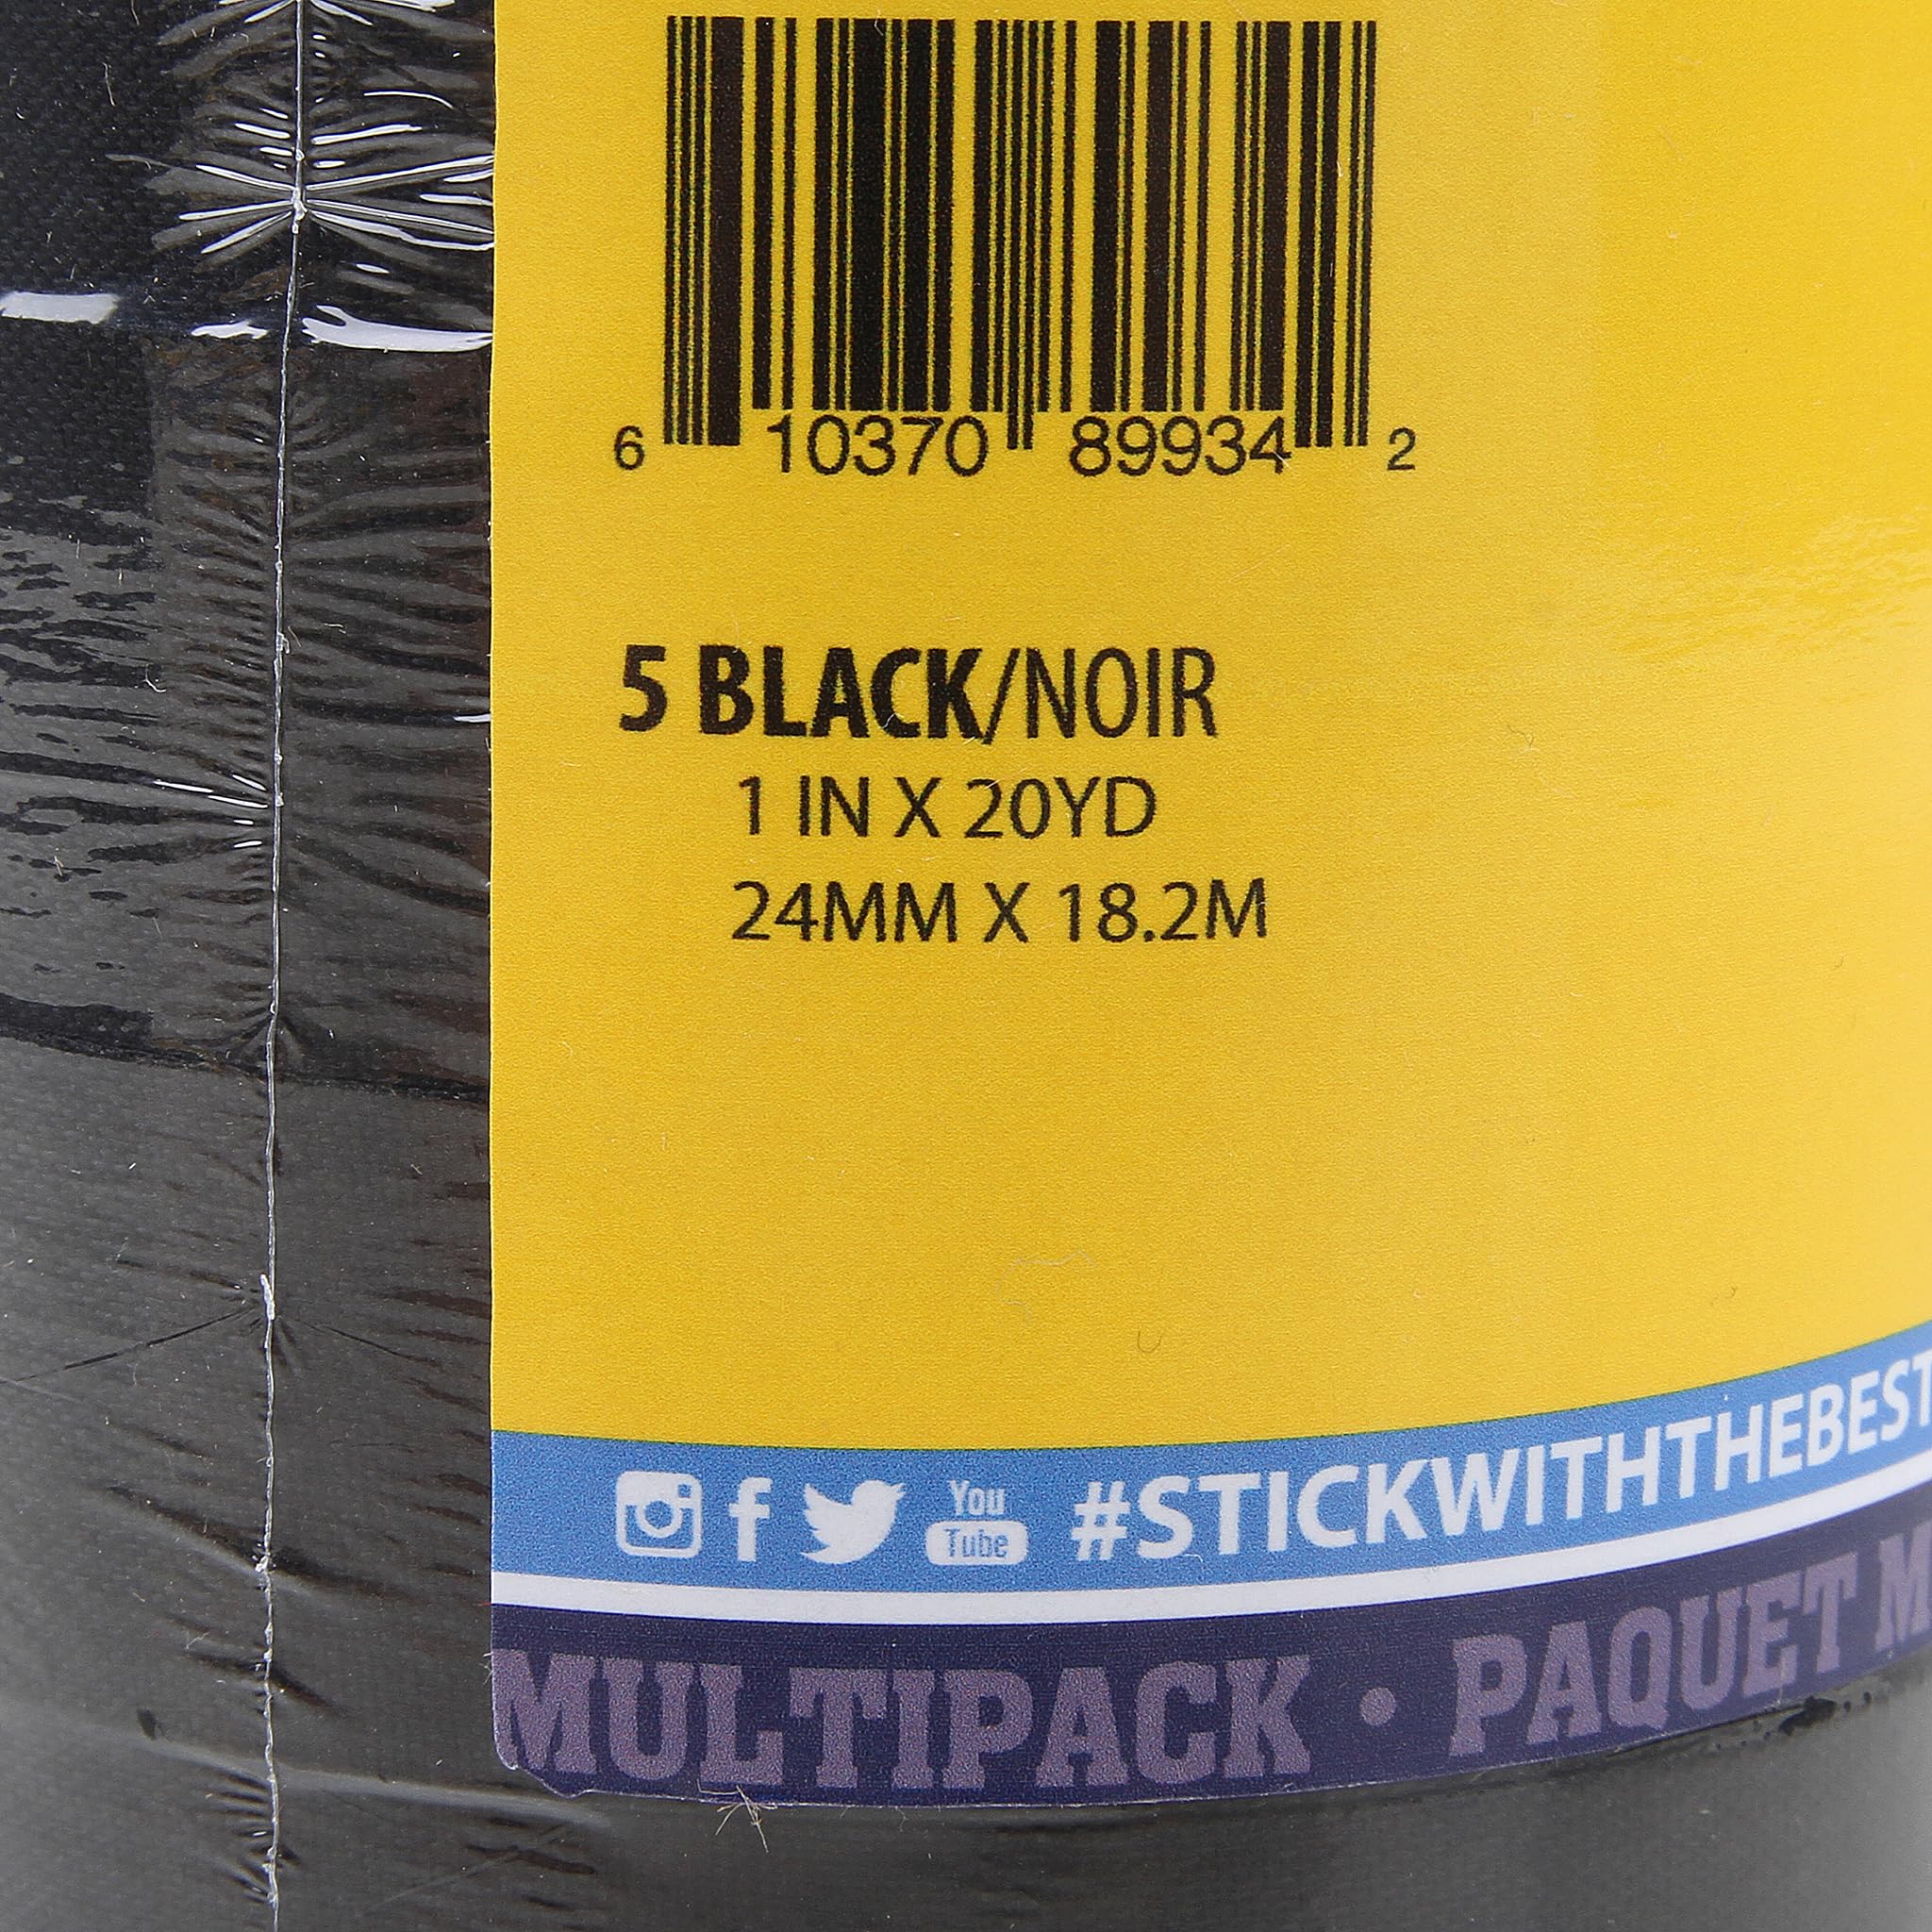 6 10370 89934 2
5 BLACK/NOIR
1 IN X 20YD
24MM X 18.2M
You Tube #STICKWITHTHEBEST
MULTIPACK • PAQUET M